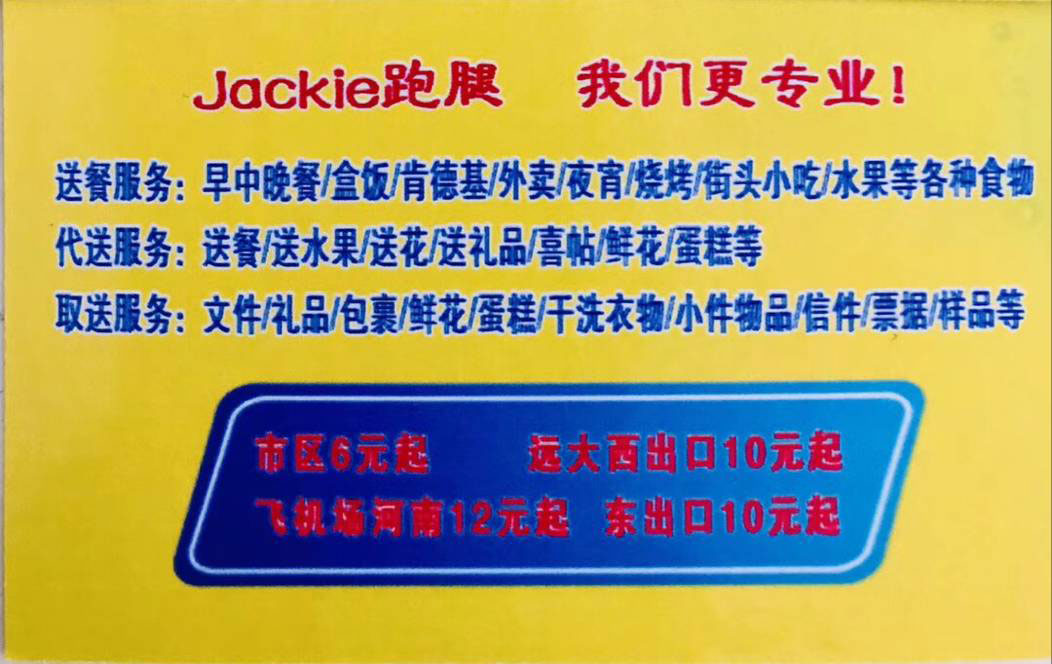 Jackie跑腿 我们更专业!
送餐服务:早中晚餐/盒饭/肯德基/外卖/夜宵/烧烤/街头小吃/水果等各种食物
代送服务:送餐/送水果/送花/送礼品/喜帖/鲜花/蛋糕等
取送服务:文件/礼品/包裹/鲜花/蛋糕/干洗衣物/小件物品/信件/票据/样品等
市区6元起 远大西出口10元起
飞机场河南12元起 东出口10元起